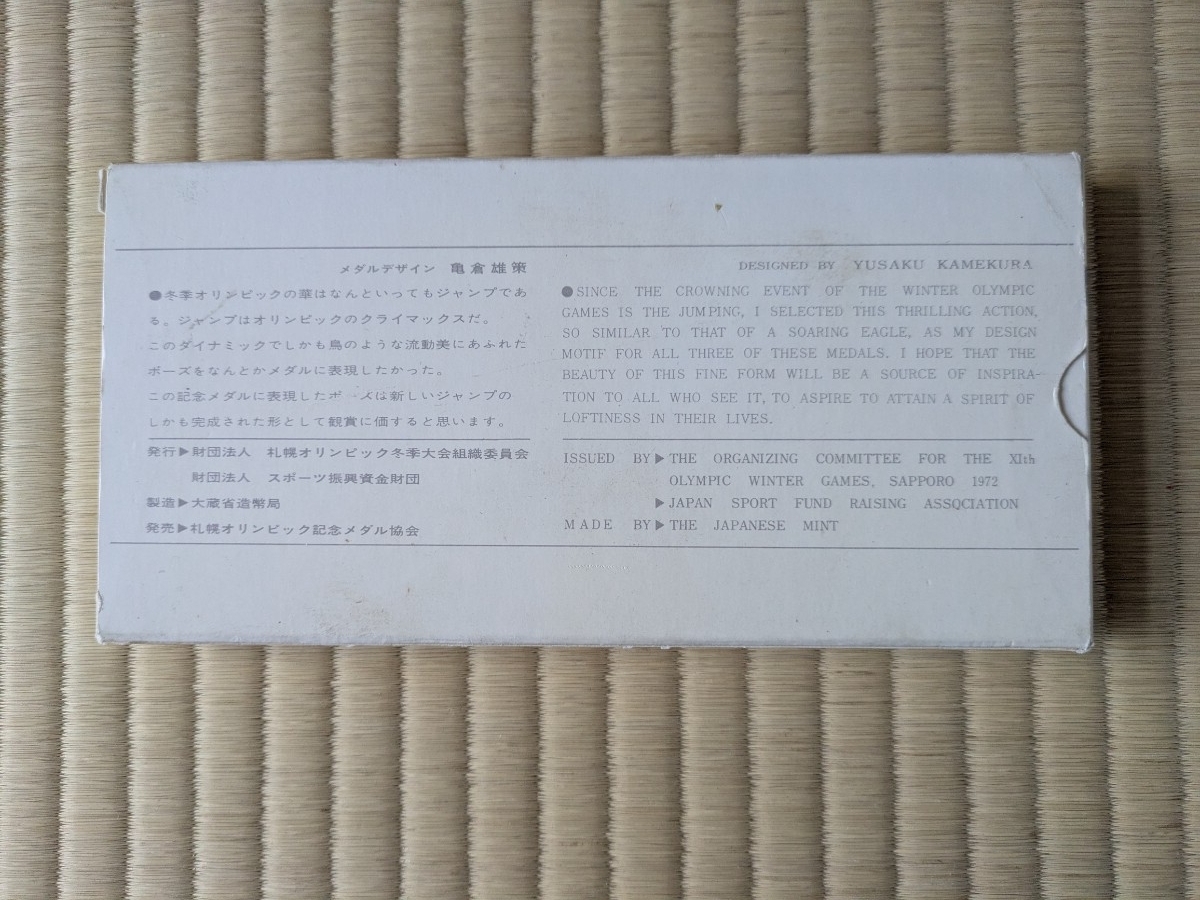 メダルデザイン 亀倉雄策
●冬季オリンピックの華はなんといってもジャンプであ
る。ジャンプはオリンピックのクライマックスだ。
このダイナミックでしかも鳥のような流動美にあふれた
ポーズをなんとかメダルに表現したかった。
この記念メダルに表現したポーズは新しいジャンプの
しかも完成された形として観賞に価すると思います。
発行▶財団法人 札幌オリンピック冬季大会組織委員会
財団法人 スポーツ振興資金財団
製造▶大蔵省造幣局
発売▶札幌オリンピック記念メダル協会
DESIGNED BY YUSAKU KAMEKURA
●SINCE THE CROWNING EVENT OF THE WINTER OLYMPIC
GAMES IS THE JUMPING, I SELECTED THIS THRILLING ACTION,
SO SIMILAR TO THAT OF A SOARING EAGLE, AS MY DESIGN
MOTIF FOR ALL THREE OF THESE MEDALS. I HOPE THAT THE
BEAUTY OF THIS FINE FORM WILL BE A SOURCE OF INSPIRA-
TION TO ALL WHO SEE IT, TO ASPIRE TO ATTAIN A SPIRIT OF
LOFTINESS IN THEIR LIVES.
ISSUED BY▶THE ORGANIZING COMMITTEE FOR THE XIth
OLYMPIC WINTER GAMES, SAPPORO 1972
▶JAPAN SPORT FUND RAISING ASSOCIATION
MADE BY▶THE JAPANESE MINT